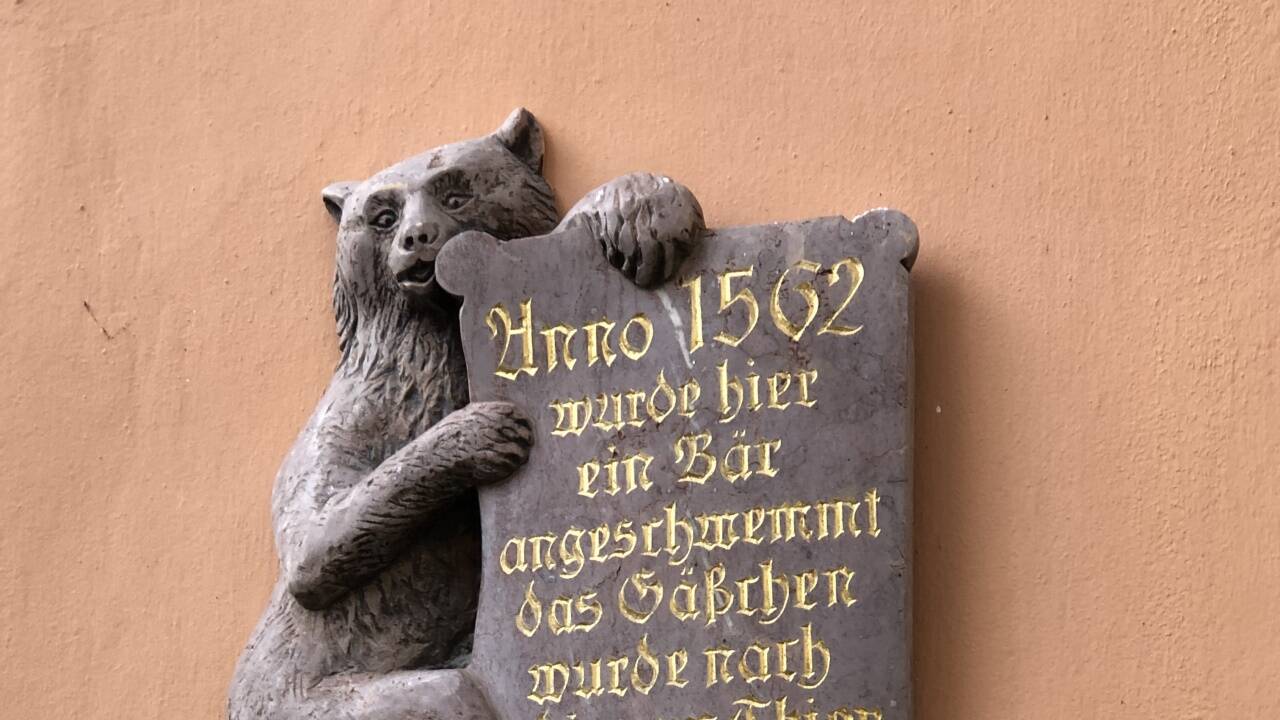 Anno 1562
wurde hier
ein Bär
angeschwemmt
das Gäßchen
wurde nach